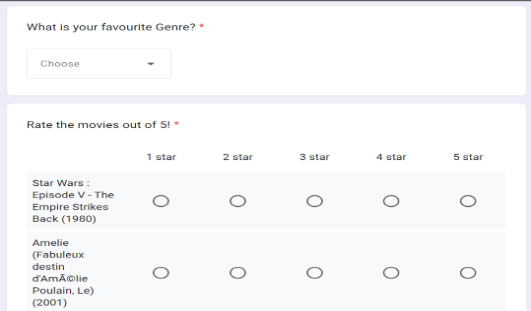 What is your favourite Genre? *
Choose
Rate the movies out of 5! *
1 star 2 star 3 star 4 star 5 star
Star Wars :
Episode V - The
Empire Strikes
Back (1980)
Amelie
(Fabuleux
destin
d'AmÃ©lie
Poulain, Le)
(2001)